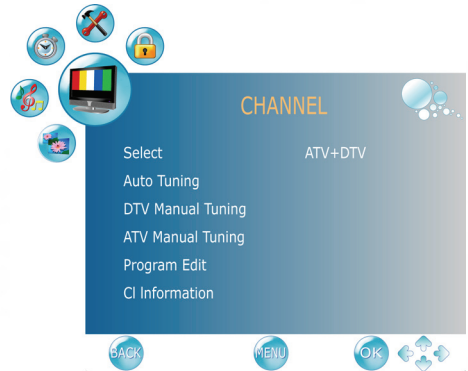 CHANNEL
Select ATV+DTV
Auto Tuning
DTV Manual Tuning
ATV Manual Tuning
Program Edit
CI Information
BACK MENU OK